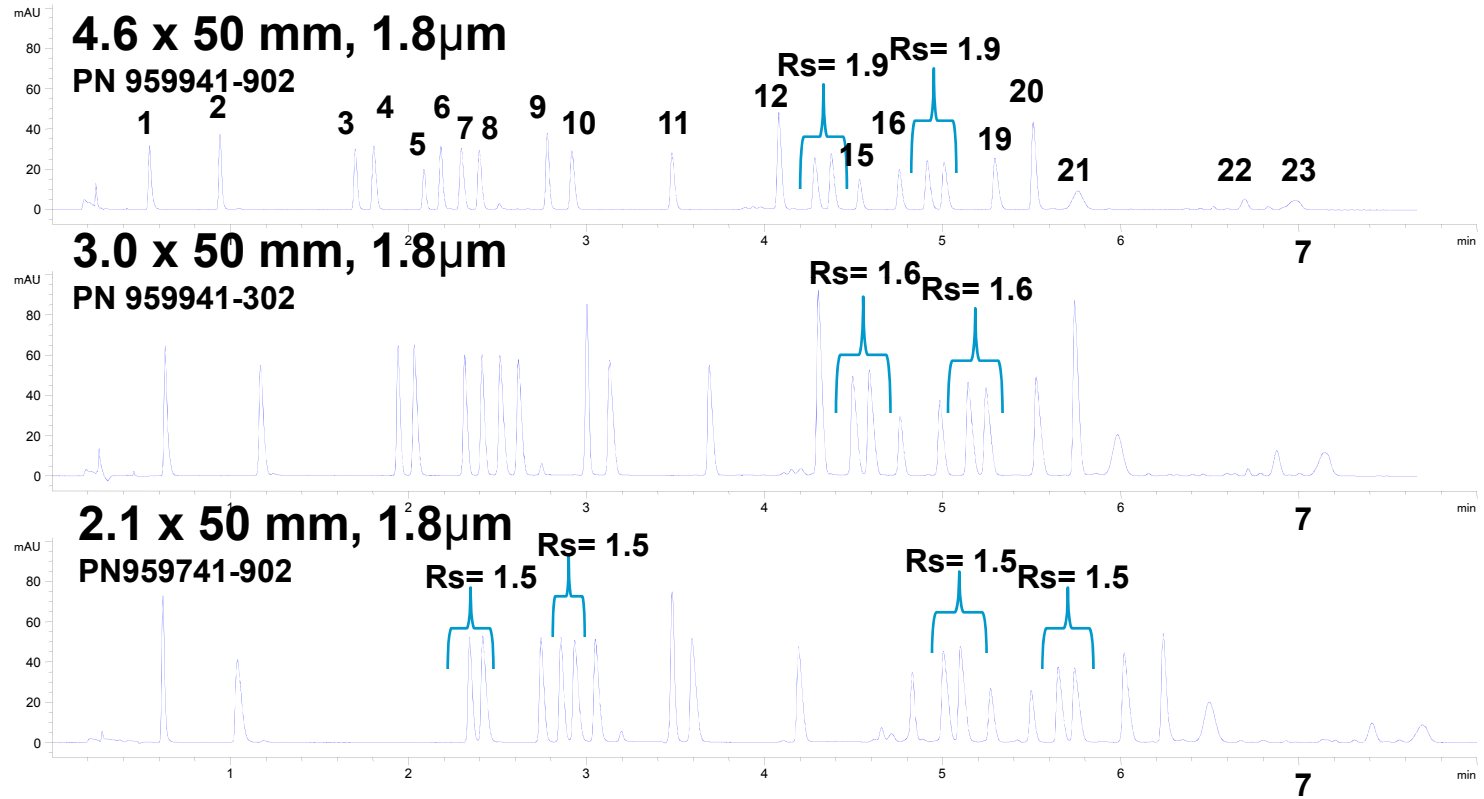 mAU
4.6 x 50 mm, 1.8µm
PN 959941-902
Rs= 1.9
Rs= 1.9
80
60
40
20
0
1
2
3
4
5
6
7
8
9
10
11
12
15
16
19
20
21
22
23
1
2
3
4
5
6
7
min
mAU
3.0 x 50 mm, 1.8µm
PN 959941-302
Rs= 1.6
Rs= 1.6
80
60
40
20
0
1
2
3
4
5
6
7
min
mAU
2.1 x 50 mm, 1.8µm
PN959741-902
Rs= 1.5
Rs= 1.5
Rs= 1.5
Rs= 1.5
80
60
40
20
0
1
2
3
4
5
6
7
min